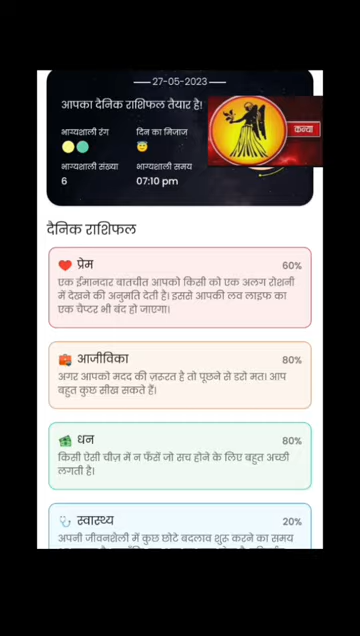 27-05-2023
आपका दैनिक राशिफल तैयार है!
भाग्यशाली रंग
दिन का मिज़ाज
कन्या
भाग्यशाली संख्या
भाग्यशाली समय
6
07:10 pm
दैनिक राशिफल
प्रेम
60%
एक ईमानदार बातचीत आपको किसी को एक अलग रोशनी
में देखने की अनुमति देती है। इससे आपकी लव लाइफ का
एक चैप्टर भी बंद हो जाएगा।
आजीविका
80%
अगर आपको मदद की ज़रूरत है तो पूछने से डरो मत। आप
बहुत कुछ सीख सकते हैं।
धन
80%
किसी ऐसी चीज़ में न फँसें जो सच होने के लिए बहुत अच्छी
लगती है।
स्वास्थ्य
20%
अपनी जीवनशैली में कुछ छोटे बदलाव शुरू करने का समय